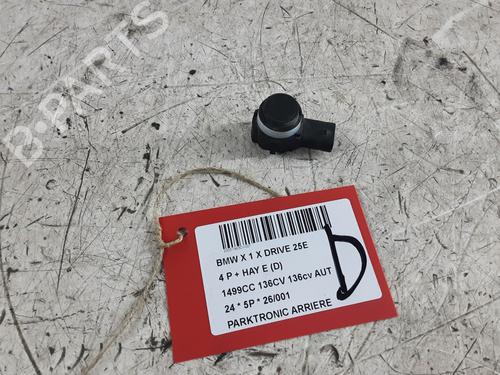 B-PARTS
BMW X 1 X DRIVE 25E
4 P + HAY E (D)
1499CC 136CV 136cv AUT
24 * 5P * 26/001
PARKTRONIC ARRIERE
D